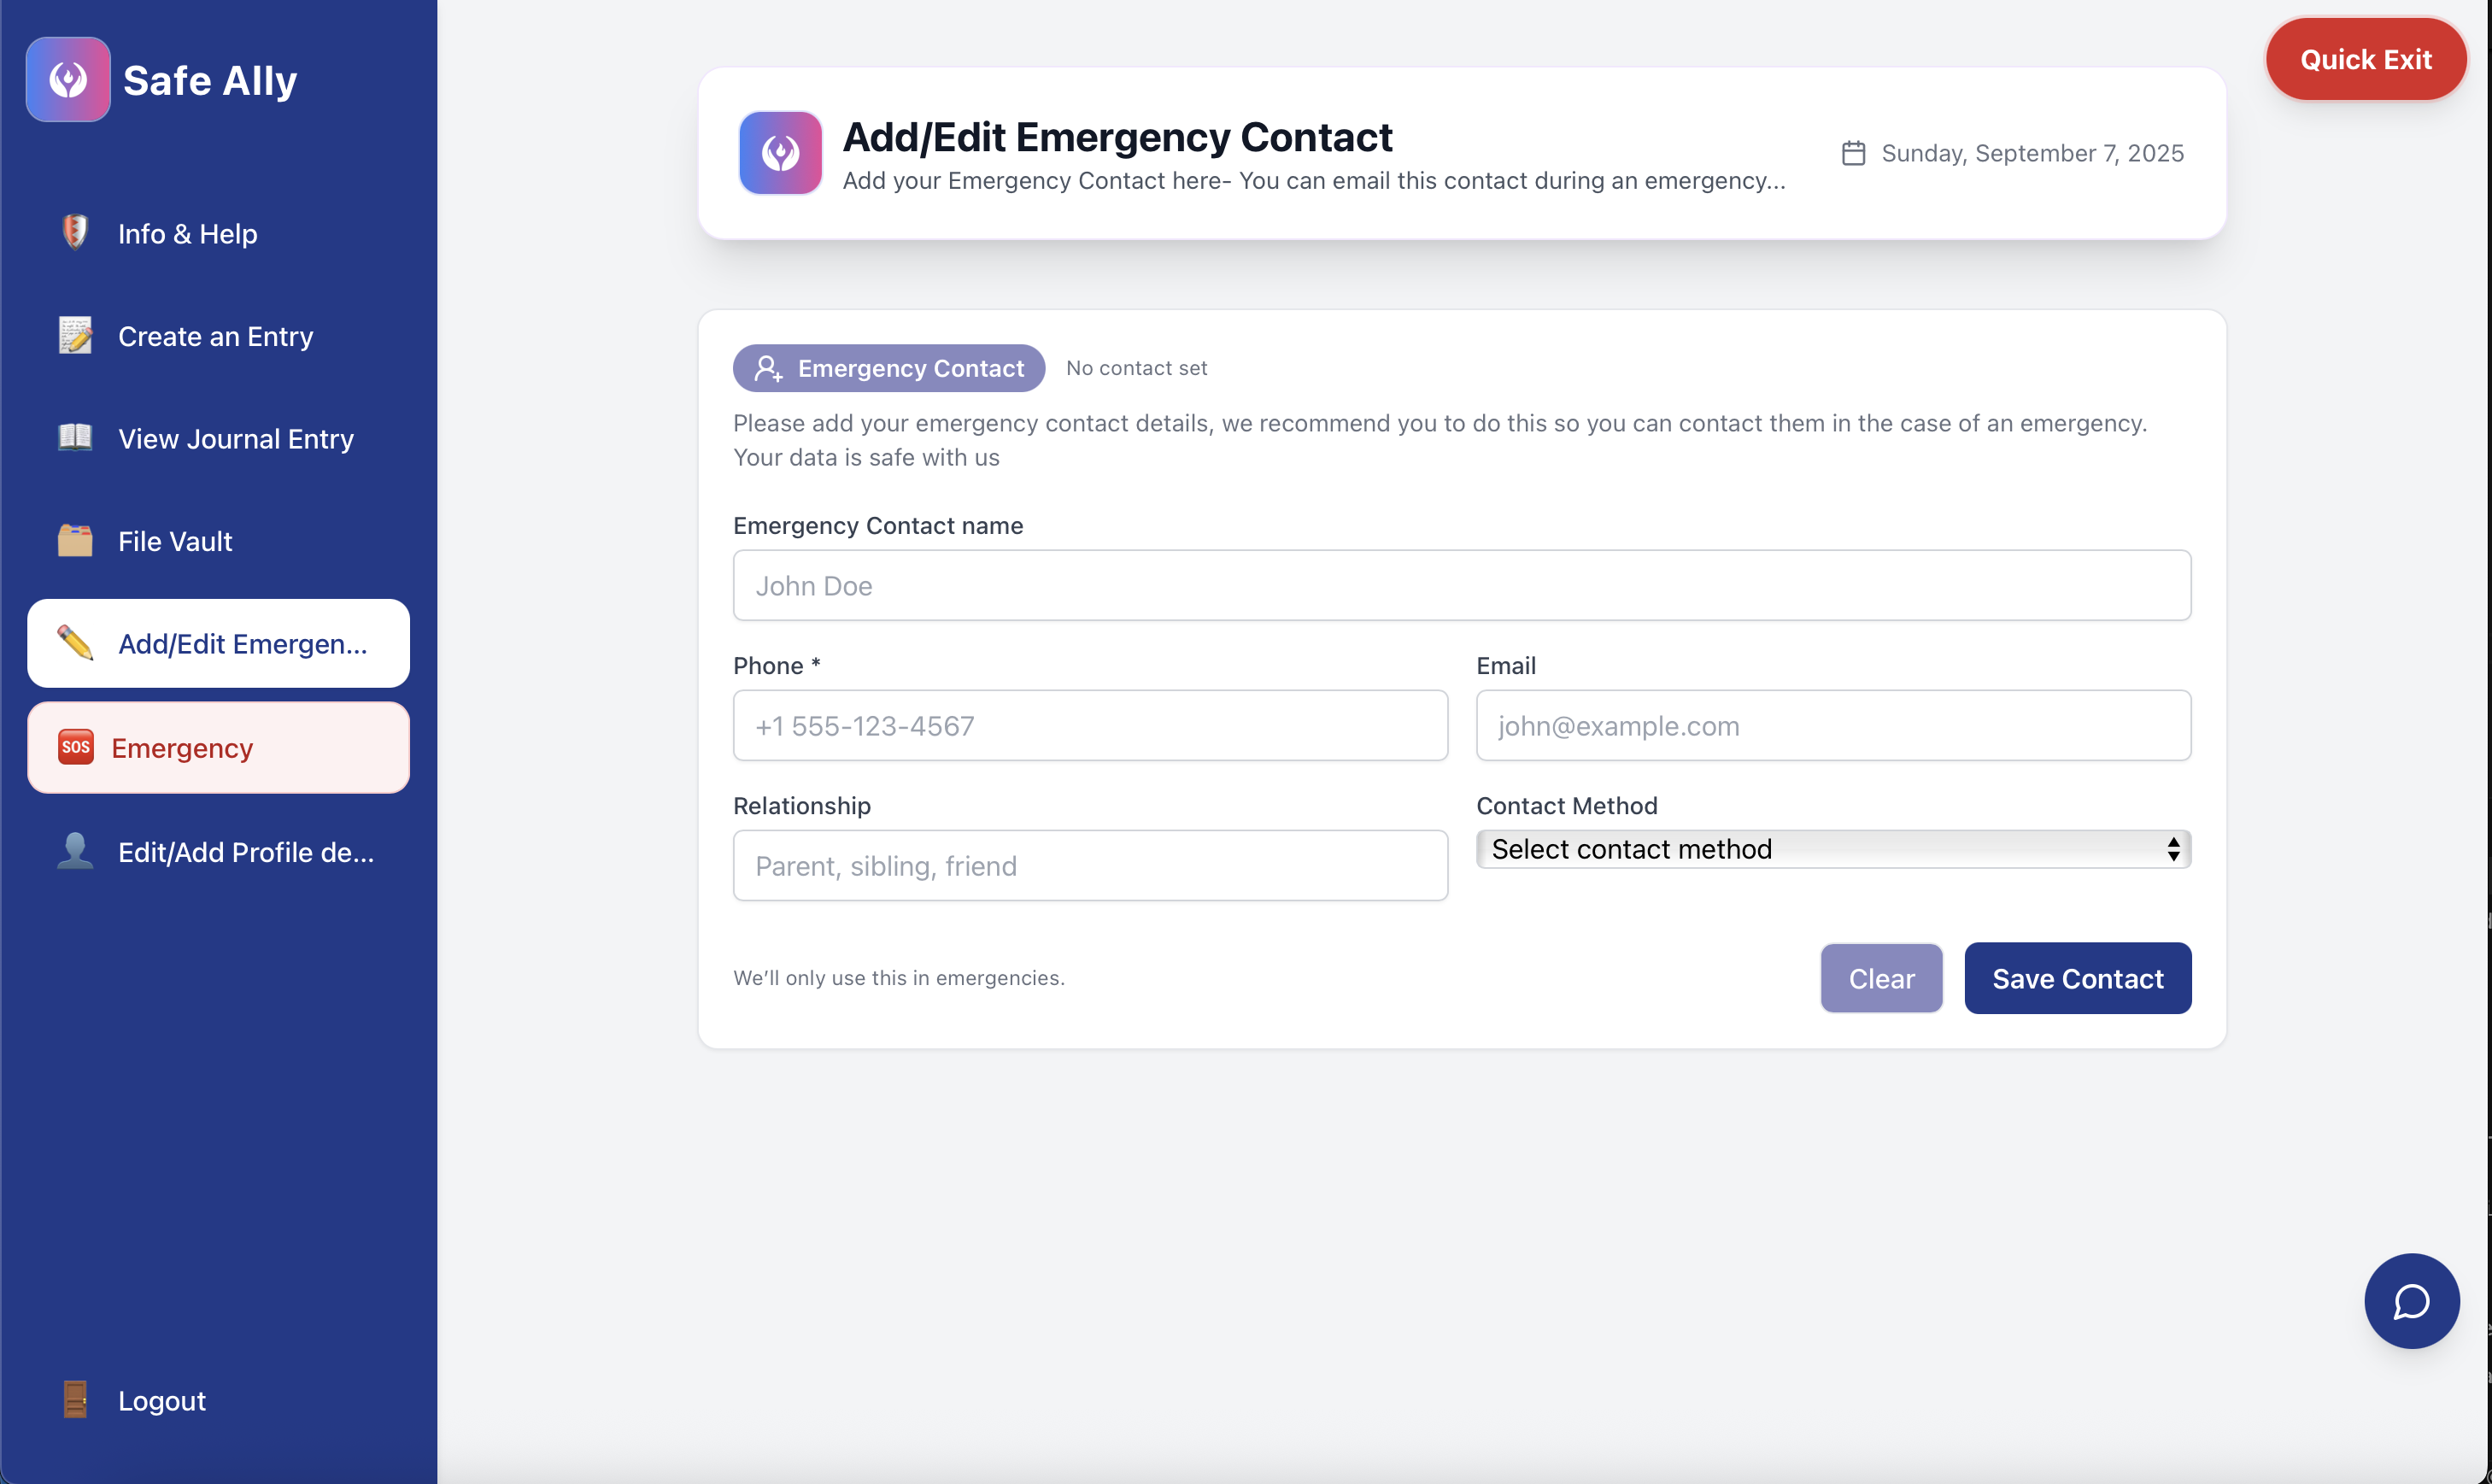 Safe Ally
Info & Help
Create an Entry
View Journal Entry
File Vault
Add/Edit Emergen...
SOS Emergency
Edit/Add Profile de...
Logout
Quick Exit
Add/Edit Emergency Contact
Add your Emergency Contact here- You can email this contact during an emergency...
Sunday, September 7, 2025
Emergency Contact
No contact set
Please add your emergency contact details, we recommend you to do this so you can contact them in the case of an emergency.
Your data is safe with us
Emergency Contact name
John Doe
Phone *
Email
+1 555-123-4567
john@example.com
Relationship
Contact Method
Parent, sibling, friend
Select contact method
We’ll only use this in emergencies.
Clear
Save Contact